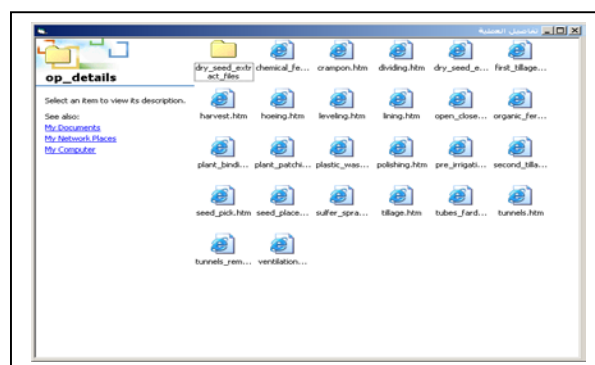 تفاصيل العملية
op_details
Select an item to view its description.
See also:
My Documents
My Network Places
My Computer
dry_seed_extr
act_files
chemical_fe...
crampon.htm
dividing.htm
dry_seed_e...
first_tillage...
harvest.htm
hoeing.htm
leveling.htm
lining.htm
open_close...
organic_fer...
plant_bindi...
plant_patchi...
plastic_was...
polishing.htm
pre_irrigati...
second_tilla...
seed_pick.htm
seed_place...
sulfer_spra...
tillage.htm
tubes_fard...
tunnels.htm
tunnels_rem...
ventilation...